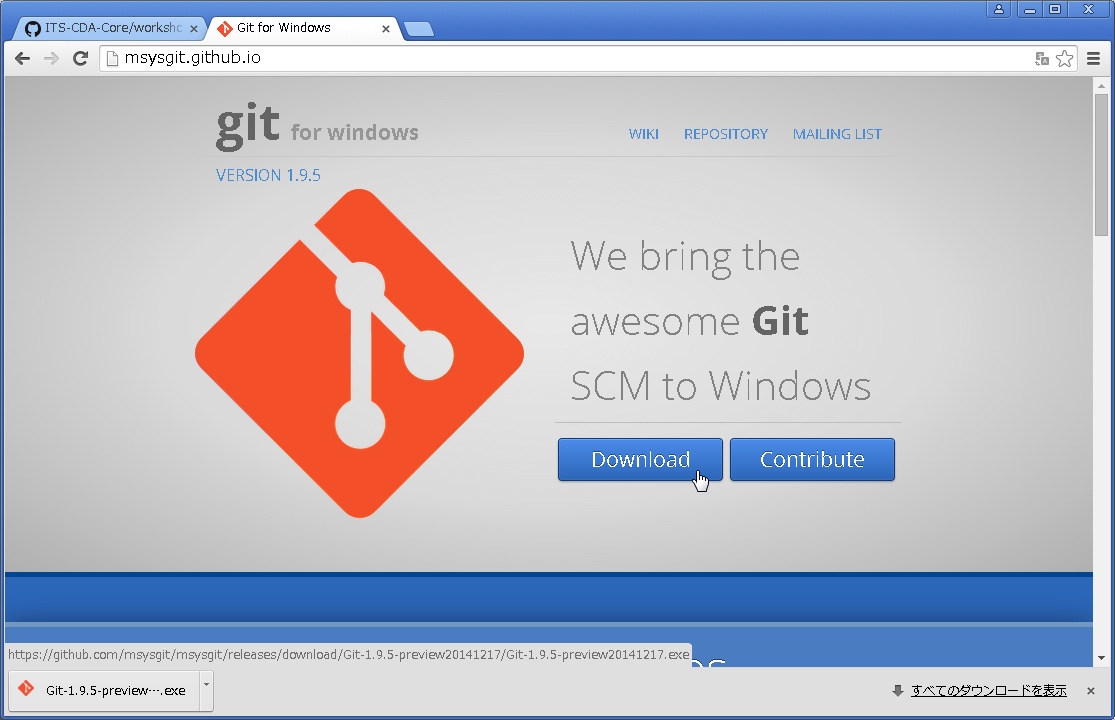 ITS-CDA-Core/worksho
Git for Windows
msysgit.github.io
git for windows
WIKI REPOSITORY MAILING LIST
VERSION 1.9.5
We bring the
awesome Git
SCM to Windows
Download Contribute
https://github.com/msysgit/msysgit/releases/download/Git-1.9.5-preview20141217/Git-1.9.5-preview20141217.exe
Git-1.9.5-preview···.exe
すべてのダウンロードを表示